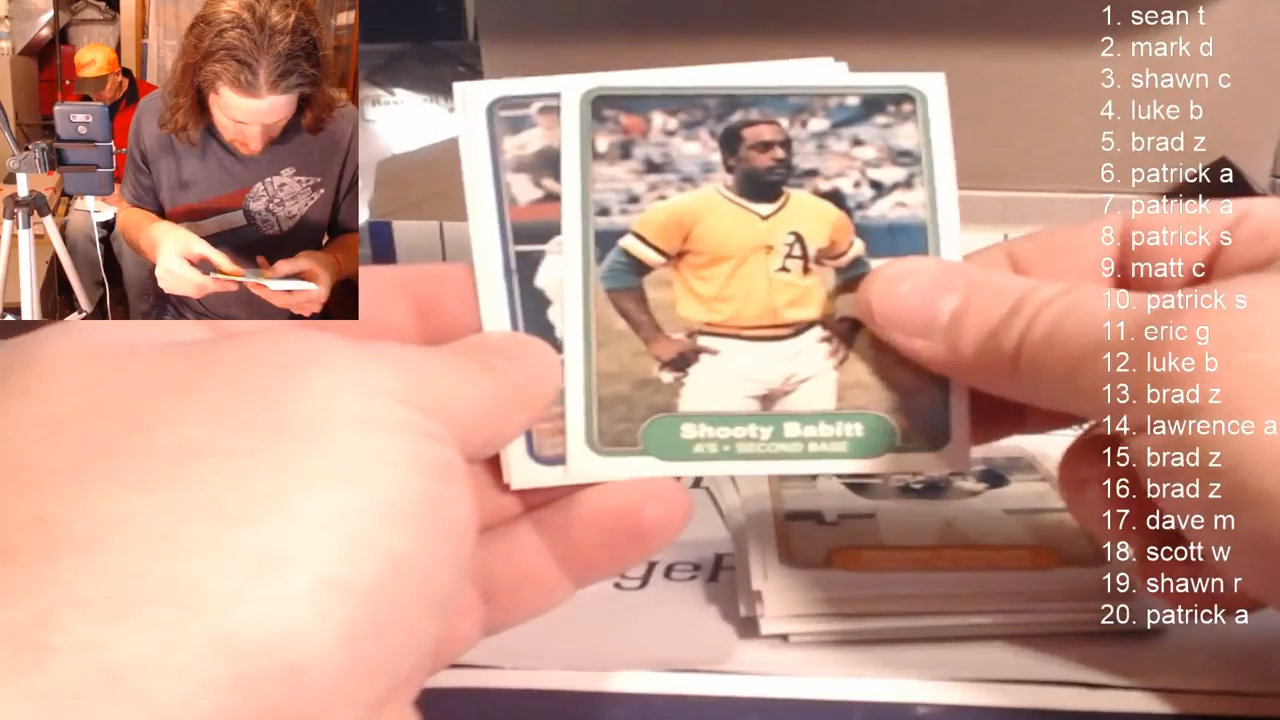 1. sean t
2. mark d
3. shawn c
4. luke b
5. brad z
6. patrick a
7. patrick a
8. patrick s
9. matt c
10. patrick s
11. eric g
12. luke b
13. brad z
14. lawrence a
15. brad z
16. brad z
17. dave m
18. scott w
19. shawn r
20. patrick a
A
Shooty Babitt
A'S • SECOND BASE